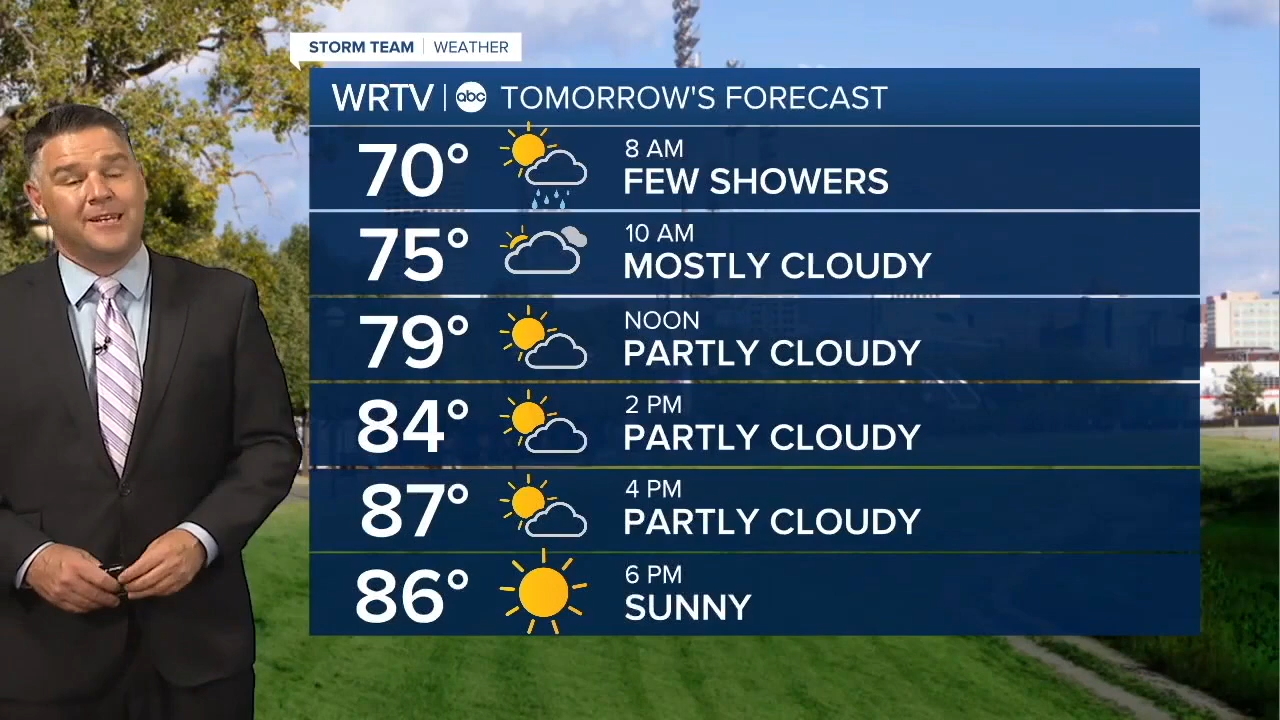 STORM TEAM | WEATHER
WRTV | abc TOMORROW'S FORECAST
70°
8 AM
FEW SHOWERS
75°
10 AM
MOSTLY CLOUDY
79°
NOON
PARTLY CLOUDY
84°
2 PM
PARTLY CLOUDY
87°
4 PM
PARTLY CLOUDY
86°
6 PM
SUNNY